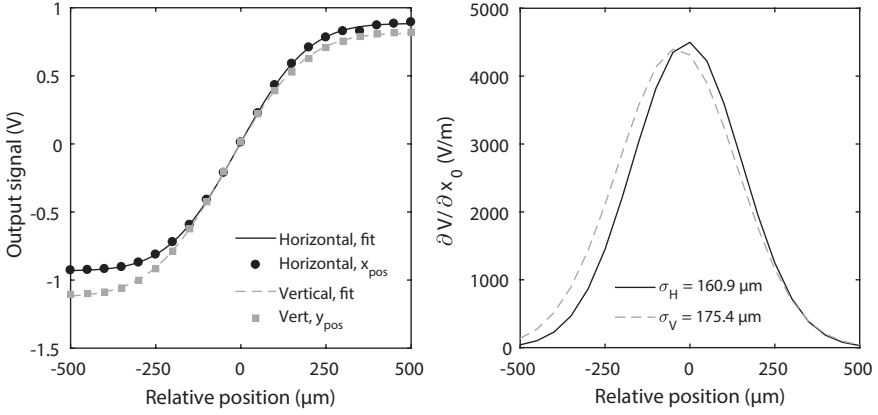 1
0.5
0
-0.5
-1
-1.5
Output signal (V)
Horizontal, fit
Horizontal, x_pos
Vertical, fit
Vert, y_pos
-500 -250 0 250 500
Relative position (μm)
5000
4000
3000
2000
1000
0
∂V/∂x_0 (V/m)
σ_H = 160.9 μm
σ_V = 175.4 μm
-500 -250 0 250 500
Relative position (μm)